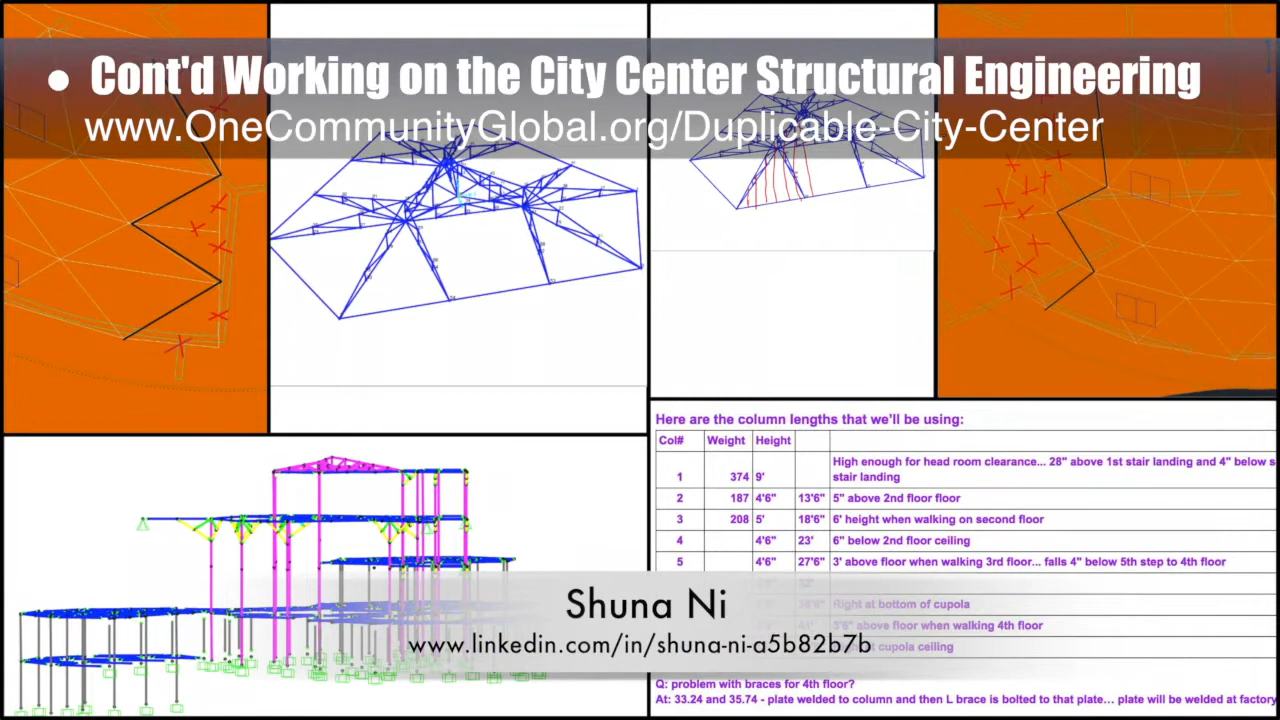 • Cont'd Working on the City Center Structural Engineering
www.OneCommunityGlobal.org/Duplicable-City-Center
Here are the column lengths that we'll be using:
Col# Weight Height
High enough for head room clearance... 28" above 1st stair landing and 4" below s
1 374 9' stair landing
2 187 4'6" 13'6" 5" above 2nd floor floor
3 208 5' 18'6" 6' height when walking on second floor
4 4'6" 23' 6" below 2nd floor ceiling
5 4'6" 27'6" 3' above floor when walking 3rd floor... falls 4" below 5th step to 4th floor
Right at bottom of cupola
41' 3'6" above floor when walking 4th floor
cupola ceiling
Shuna Ni
www.linkedin.com/in/shuna-ni-a5b82b7b
Q: problem with braces for 4th floor?
At: 33.24 and 35.74 - plate welded to column and then L brace is bolted to that plate... plate will be welded at factory